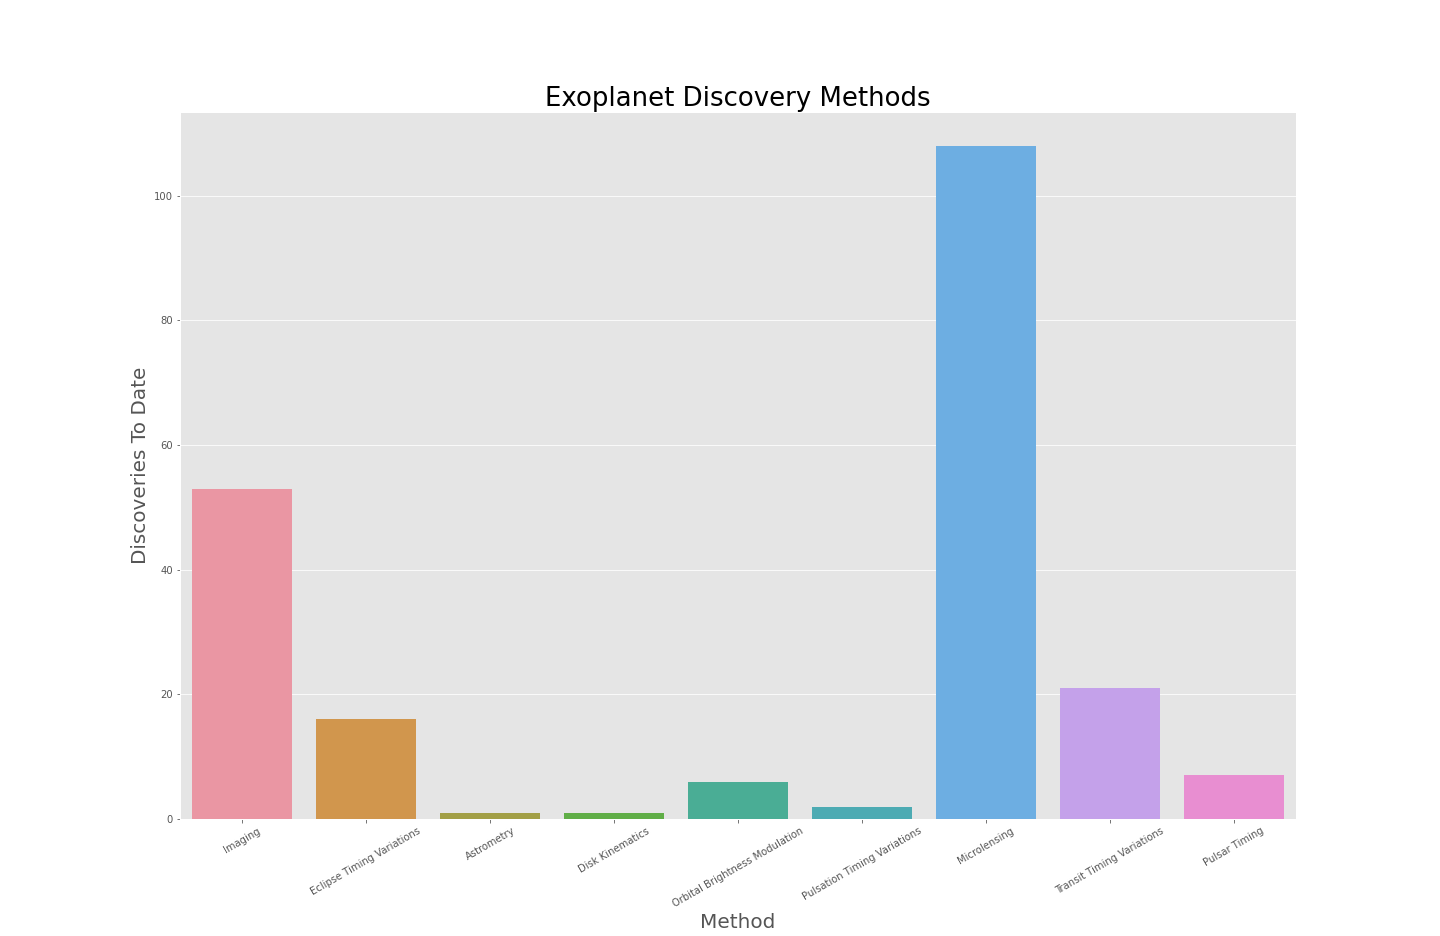 Exoplanet Discovery Methods
100
80
60
40
20
0
Discoveries To Date
Imaging
Eclipse Timing Variations
Astrometry
Disk Kinematics
Orbital Brightness Modulation
Pulsation Timing Variations
Microlensing
Transit Timing Variations
Pulsar Timing
Method